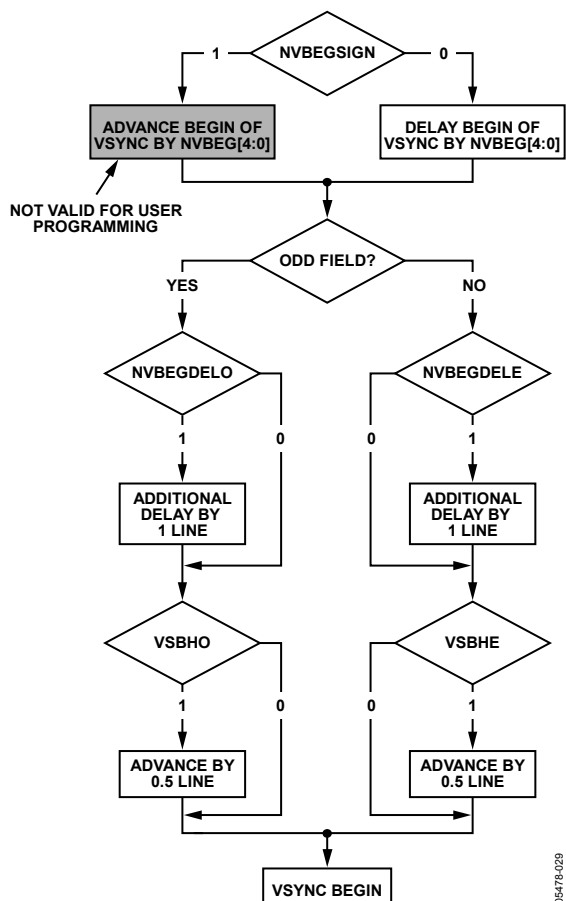 NVBEGSIGN
1
0
ADVANCE BEGIN OF
VSYNC BY NVBEG[4:0]
DELAY BEGIN OF
VSYNC BY NVBEG[4:0]
NOT VALID FOR USER
PROGRAMMING
ODD FIELD?
YES
NO
NVBEGDELO
NVBEGDELE
1
0
0
1
ADDITIONAL
DELAY BY
1 LINE
ADDITIONAL
DELAY BY
1 LINE
VSBHO
VSBHE
1
0
0
1
ADVANCE BY
0.5 LINE
ADVANCE BY
0.5 LINE
VSYNC BEGIN
05478-029